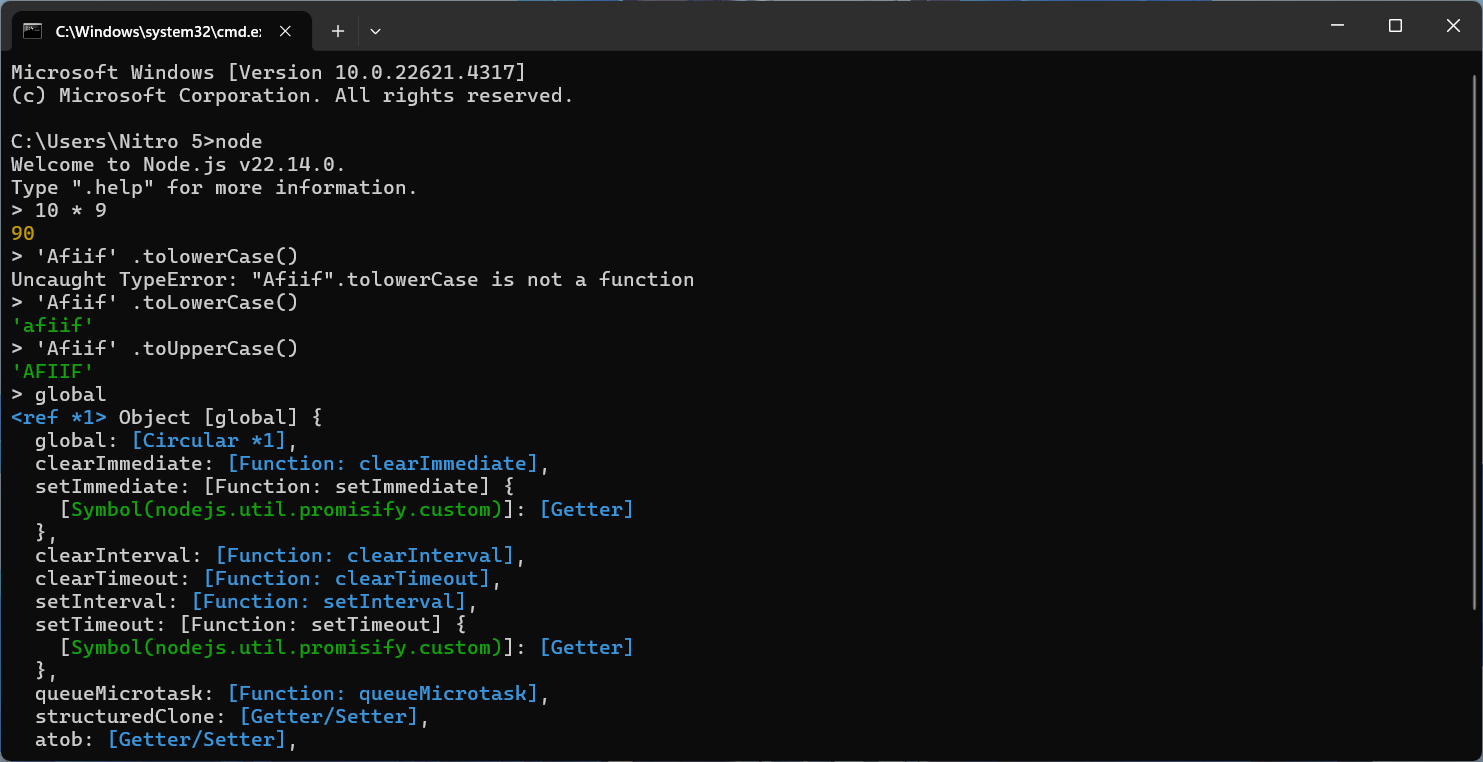 C:\Windows\system32\cmd.e
Microsoft Windows [Version 10.0.22621.4317]
(c) Microsoft Corporation. All rights reserved.
C:\Users\Nitro 5>node
Welcome to Node.js v22.14.0.
Type ".help" for more information.
> 10 * 9
90
> 'Afiif' .tolowerCase()
Uncaught TypeError: "Afiif".tolowerCase is not a function
> 'Afiif' .toLowerCase()
'afiif'
> 'Afiif' .toUpperCase()
'AFIIF'
> global
<ref *1> Object [global] {
  global: [Circular *1],
  clearImmediate: [Function: clearImmediate],
  setImmediate: [Function: setImmediate] {
    [Symbol(nodejs.util.promisify.custom)]: [Getter]
  },
  clearInterval: [Function: clearInterval],
  clearTimeout: [Function: clearTimeout],
  setInterval: [Function: setInterval],
  setTimeout: [Function: setTimeout] {
    [Symbol(nodejs.util.promisify.custom)]: [Getter]
  },
  queueMicrotask: [Function: queueMicrotask],
  structuredClone: [Getter/Setter],
  atob: [Getter/Setter],